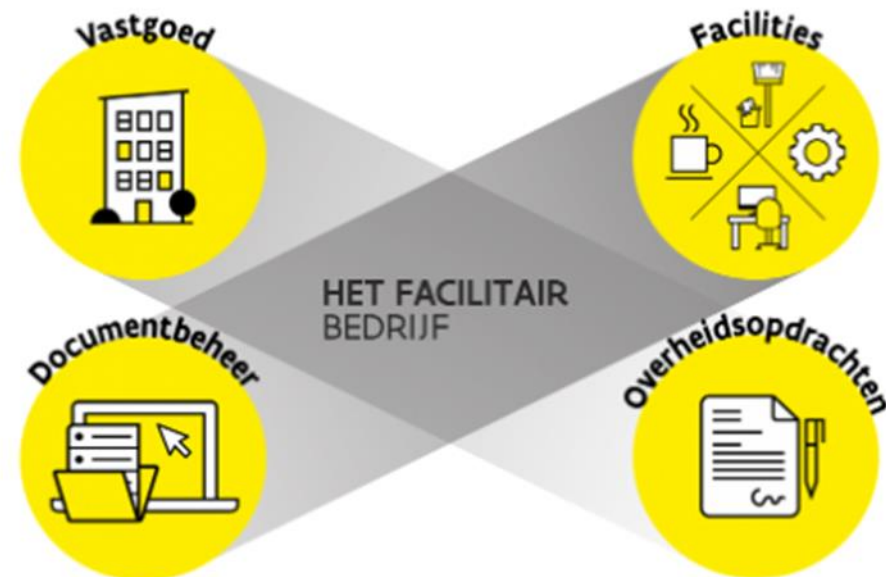 Vastgoed
Facilities
HET FACILITAIR
BEDRIJF
Documentbeheer
Overheidsopdrachten